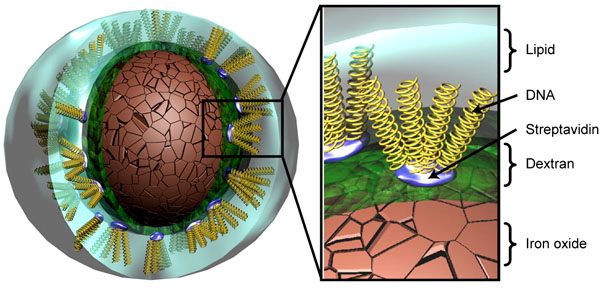 Lipid
DNA
Streptavidin
Dextran
Iron oxide